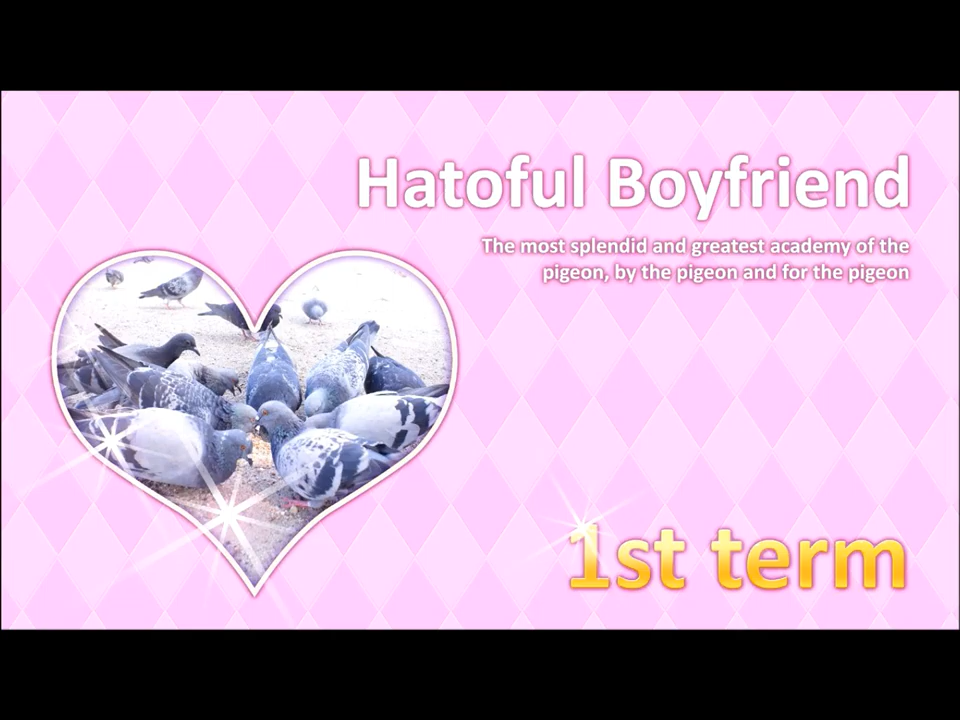 Hatoful Boyfriend
The most splendid and greatest academy of the
pigeon, by the pigeon and for the pigeon
1st term